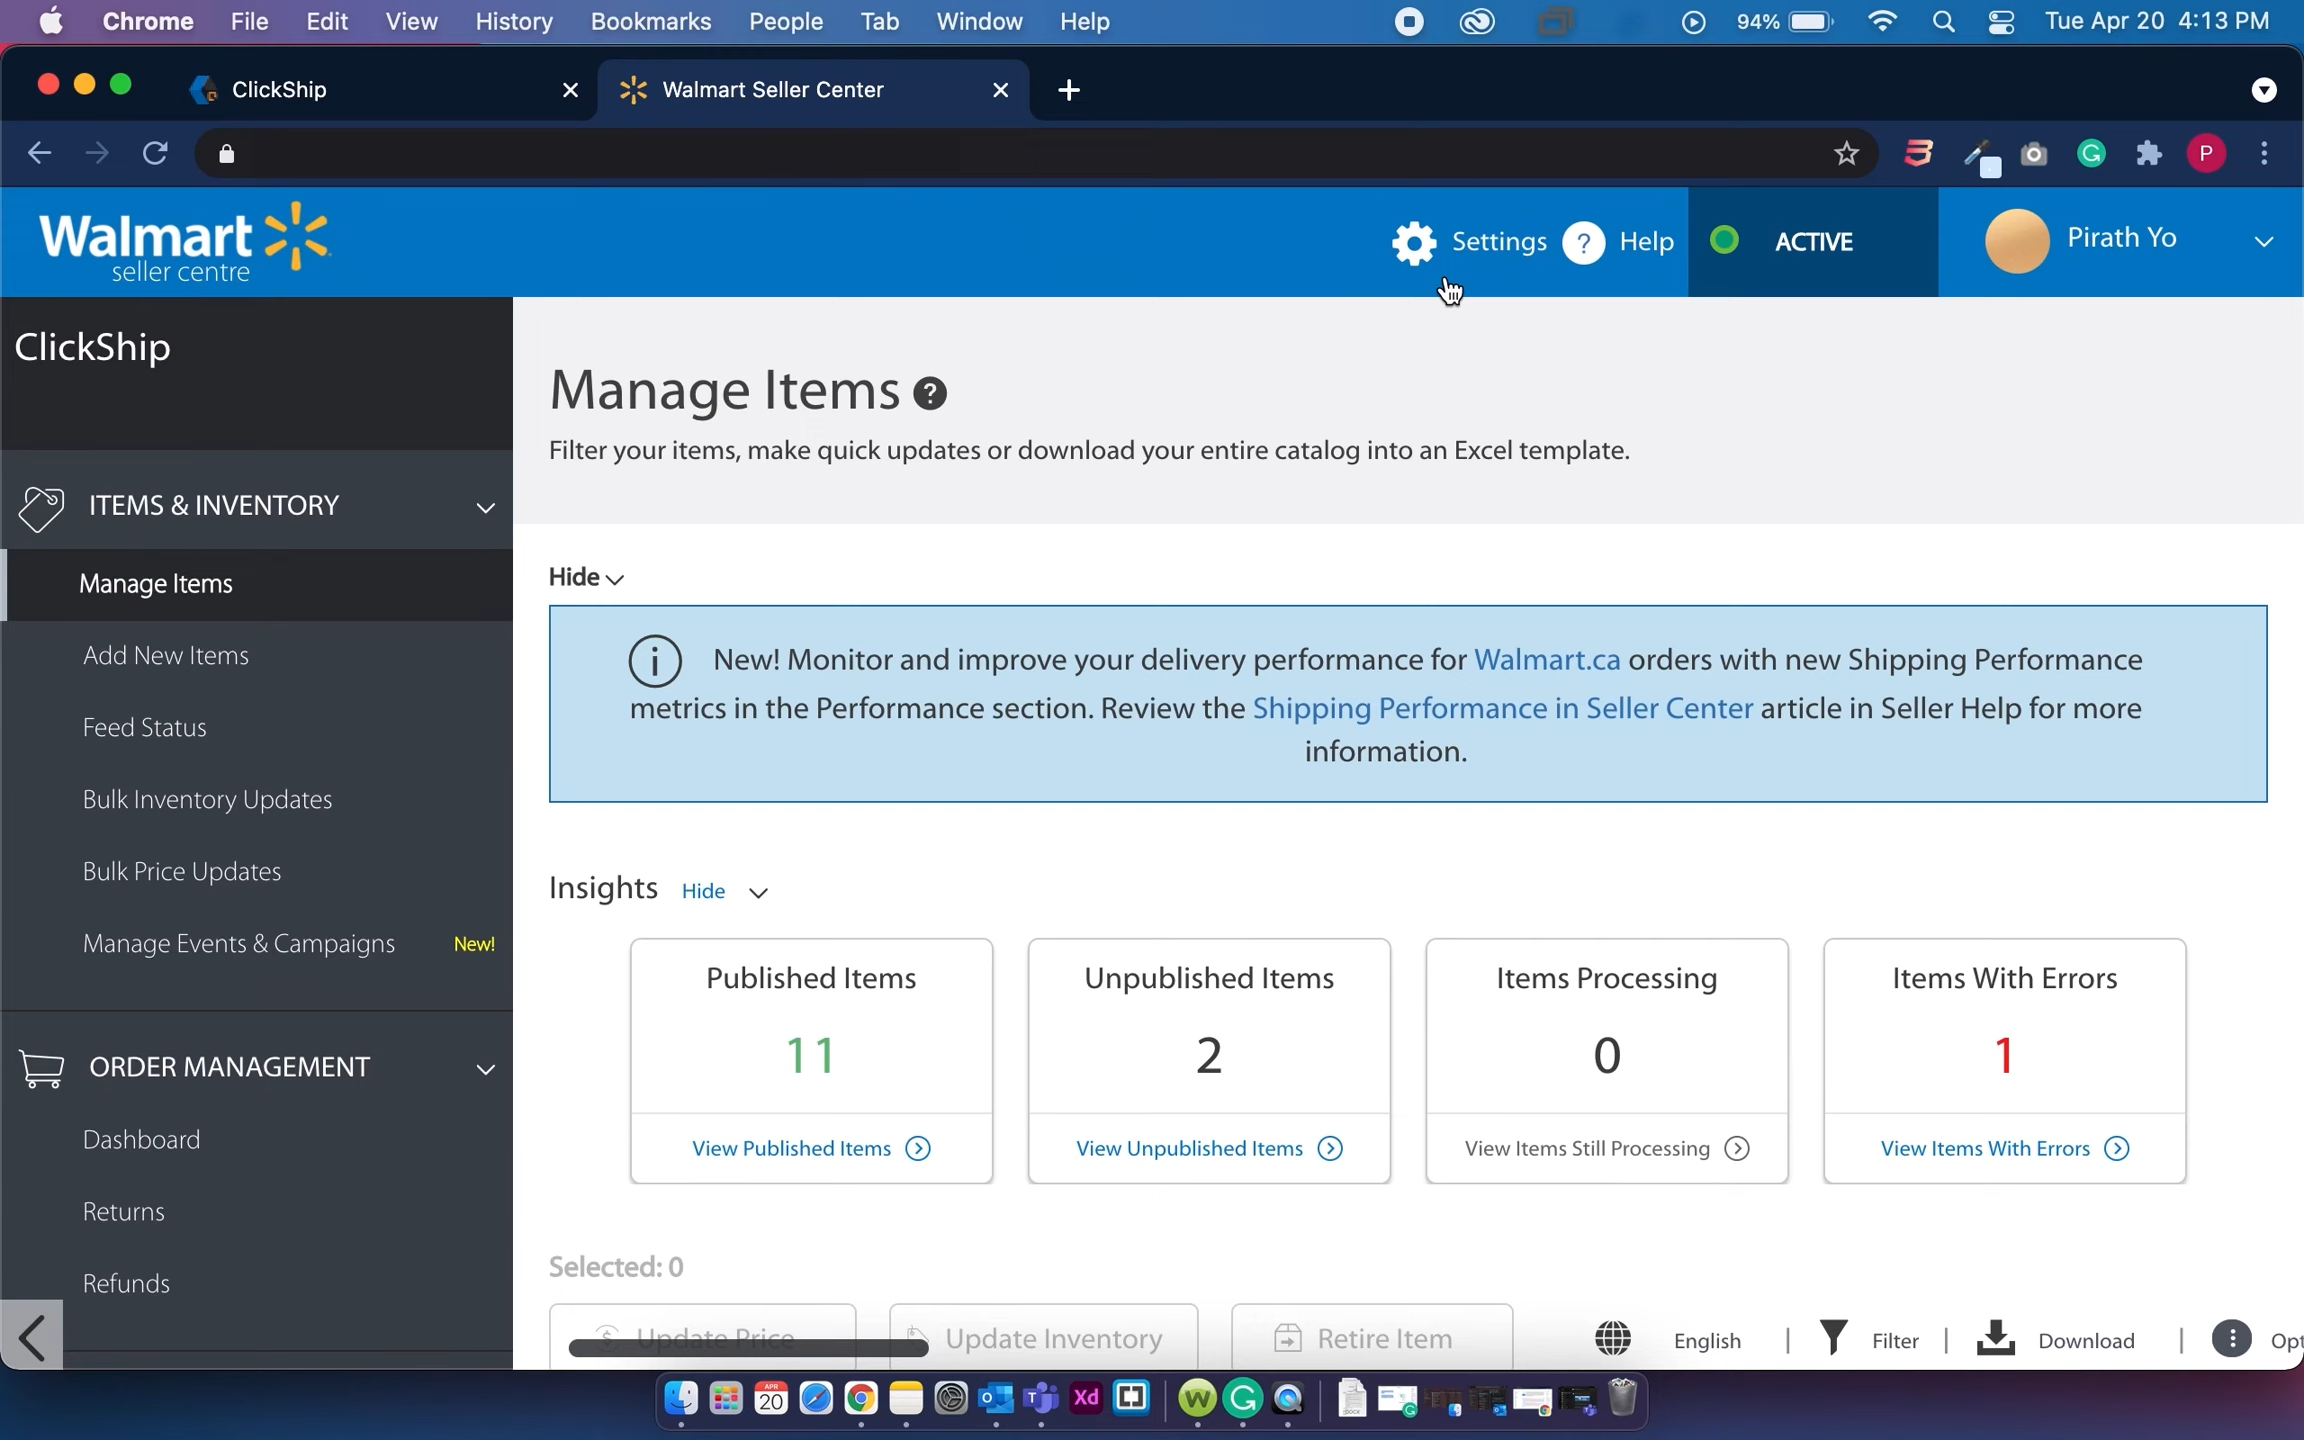 Chrome File Edit View History Bookmarks People Tab Window Help 94% Tue Apr 20 4:13 PM
ClickShip Walmart Seller Center
P
Walmart
seller centre
Settings ? Help ACTIVE Pirath Yo
ClickShip
ITEMS & INVENTORY
Manage Items
Add New Items
Feed Status
Bulk Inventory Updates
Bulk Price Updates
Manage Events & Campaigns New!
ORDER MANAGEMENT
Dashboard
Returns
Refunds
Manage Items ?
Filter your items, make quick updates or download your entire catalog into an Excel template.
Hide
New! Monitor and improve your delivery performance for Walmart.ca orders with new Shipping Performance
metrics in the Performance section. Review the Shipping Performance in Seller Center article in Seller Help for more
information.
Insights Hide
Published Items
11
View Published Items
Unpublished Items
2
View Unpublished Items
Items Processing
0
View Items Still Processing
Items With Errors
1
View Items With Errors
Selected: 0
Update Price Update Inventory Retire Item
English | Filter | Download | Opt
APR
20
Xd